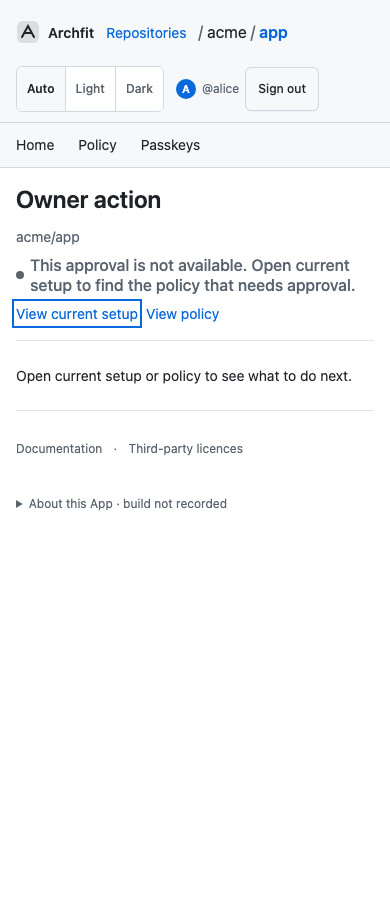 Archfit Repositories / acme / app
Auto Light Dark A @alice Sign out
Home Policy Passkeys
Owner action
acme/app
This approval is not available. Open current
setup to find the policy that needs approval.
View current setup View policy
Open current setup or policy to see what to do next.
Documentation · Third-party licences
About this App · build not recorded